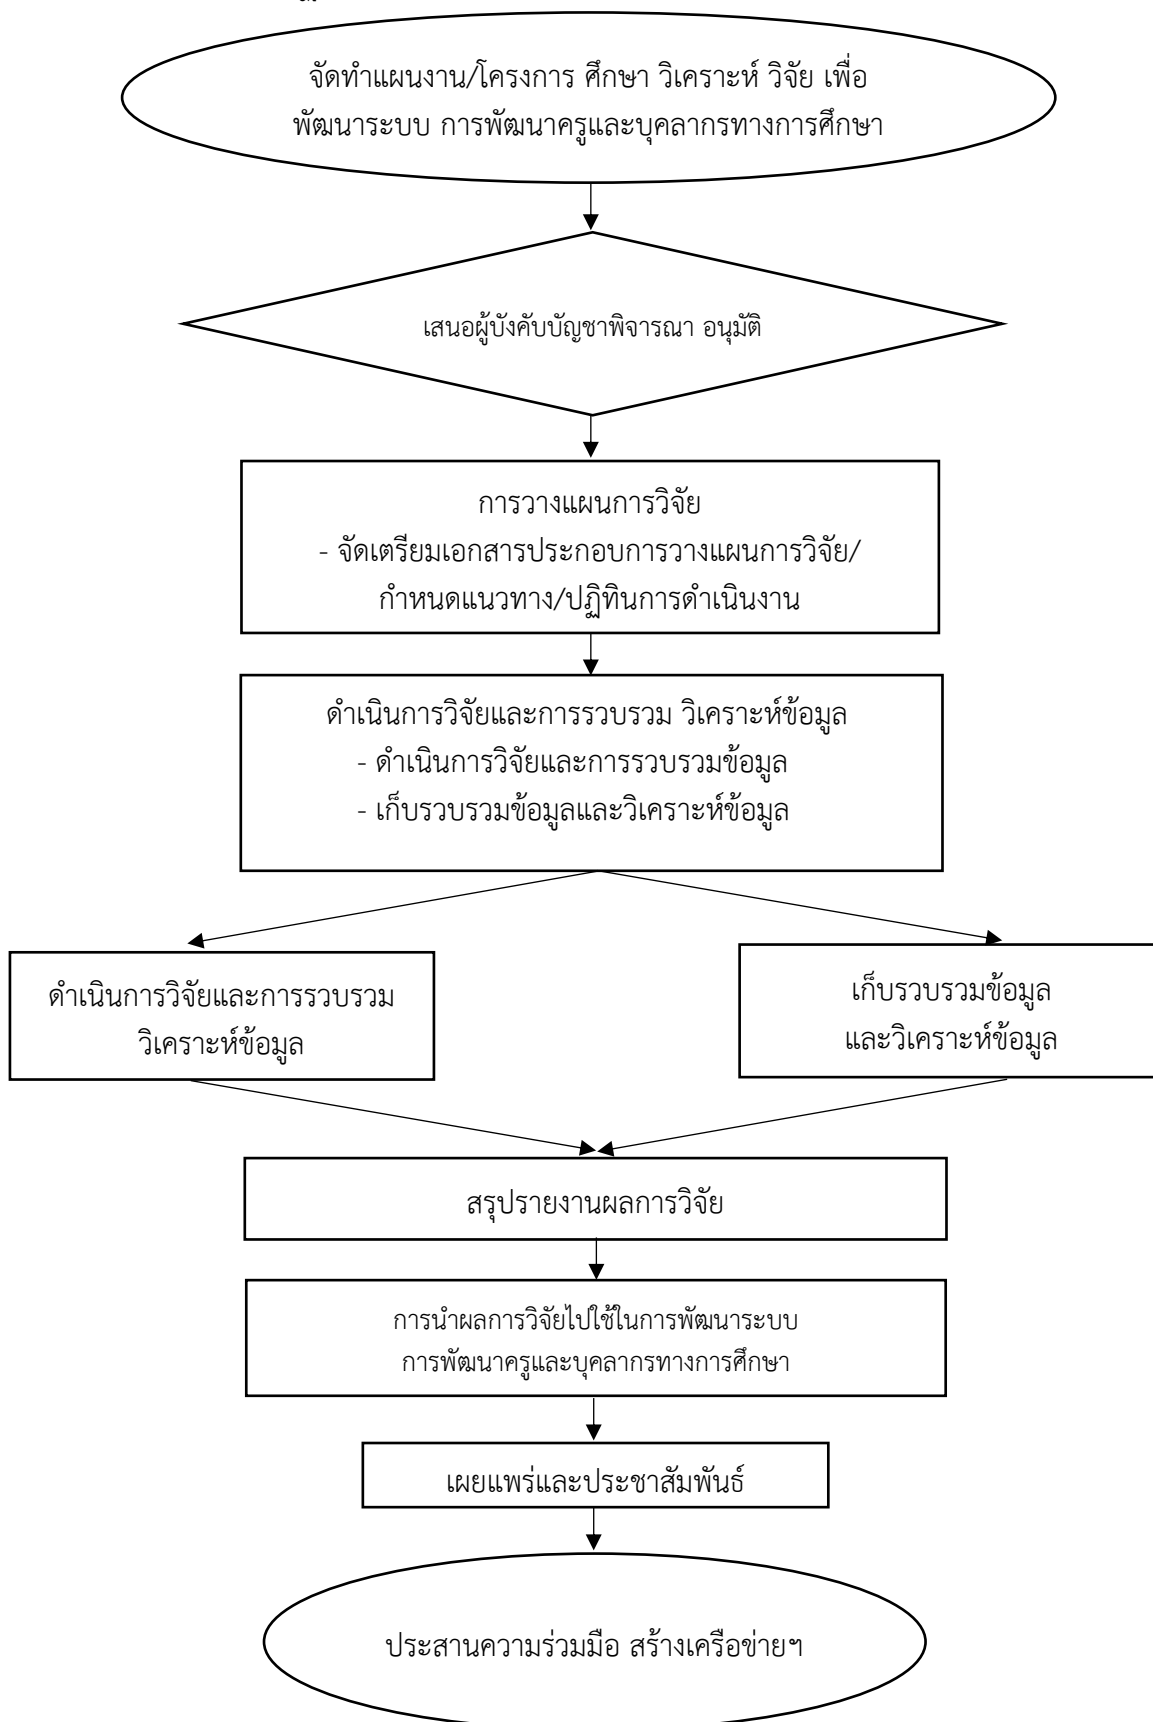 จัดทำแผนงาน/โครงการ ศึกษา วิเคราะห์ วิจัย เพื่อ
พัฒนาระบบ การพัฒนาครูและบุคลากรทางการศึกษา
เสนอผู้บังคับบัญชาพิจารณา อนุมัติ
การวางแผนการวิจัย
- จัดเตรียมเอกสารประกอบการวางแผนการวิจัย/
กำหนดแนวทาง/ปฏิทินการดำเนินงาน
ดำเนินการวิจัยและการรวบรวม วิเคราะห์ข้อมูล
- ดำเนินการวิจัยและการรวบรวมข้อมูล
- เก็บรวบรวมข้อมูลและวิเคราะห์ข้อมูล
ดำเนินการวิจัยและการรวบรวม
วิเคราะห์ข้อมูล
เก็บรวบรวมข้อมูล
และวิเคราะห์ข้อมูล
สรุปรายงานผลการวิจัย
การนำผลการวิจัยไปใช้ในการพัฒนาระบบ
การพัฒนาครูและบุคลากรทางการศึกษา
เผยแพร่และประชาสัมพันธ์
ประสานความร่วมมือ สร้างเครือข่ายฯ